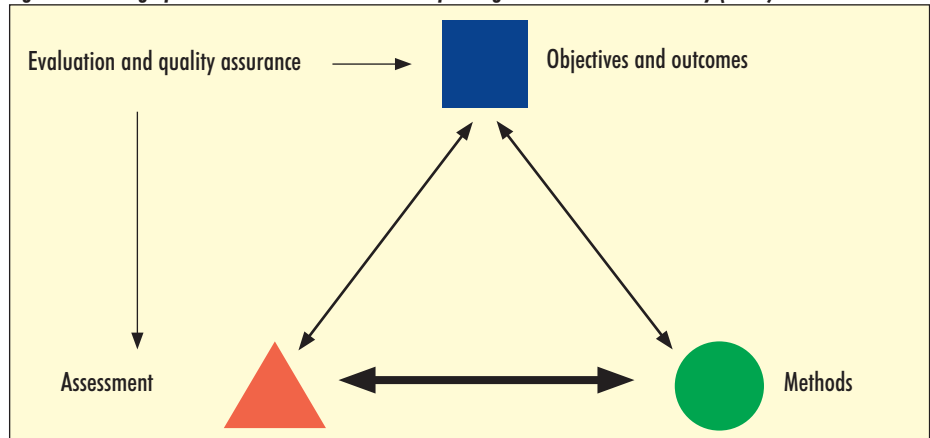 Evaluation and quality assurance
Objectives and outcomes
Assessment
Methods